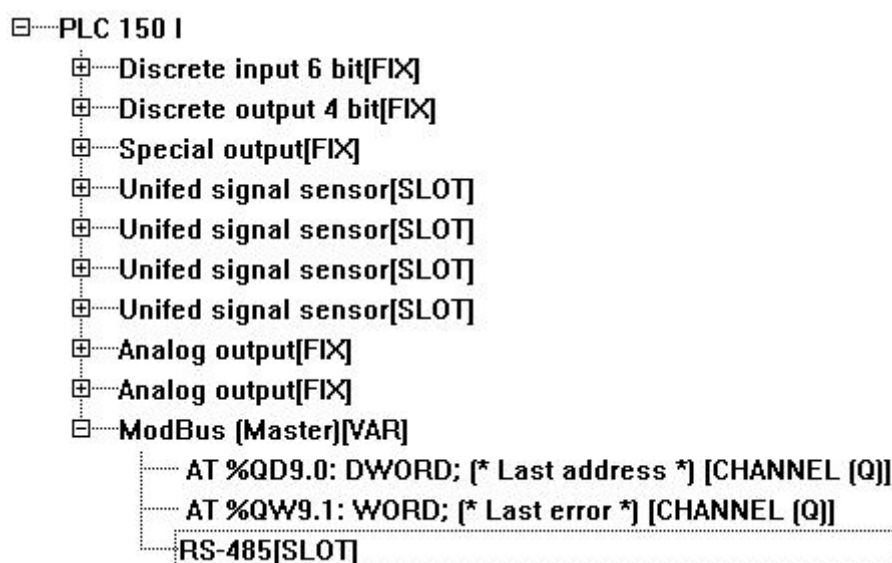 PLC 150 I
Discrete input 6 bit[FIX]
Discrete output 4 bit[FIX]
Special output[FIX]
Unifed signal sensor[SLOT]
Unifed signal sensor[SLOT]
Unifed signal sensor[SLOT]
Unifed signal sensor[SLOT]
Analog output[FIX]
Analog output[FIX]
ModBus (Master)[VAR]
AT %QD9.0: DWORD; (* Last address *) [CHANNEL (Q)]
AT %QW9.1: WORD; (* Last error *) [CHANNEL (Q)]
RS-485[SLOT]